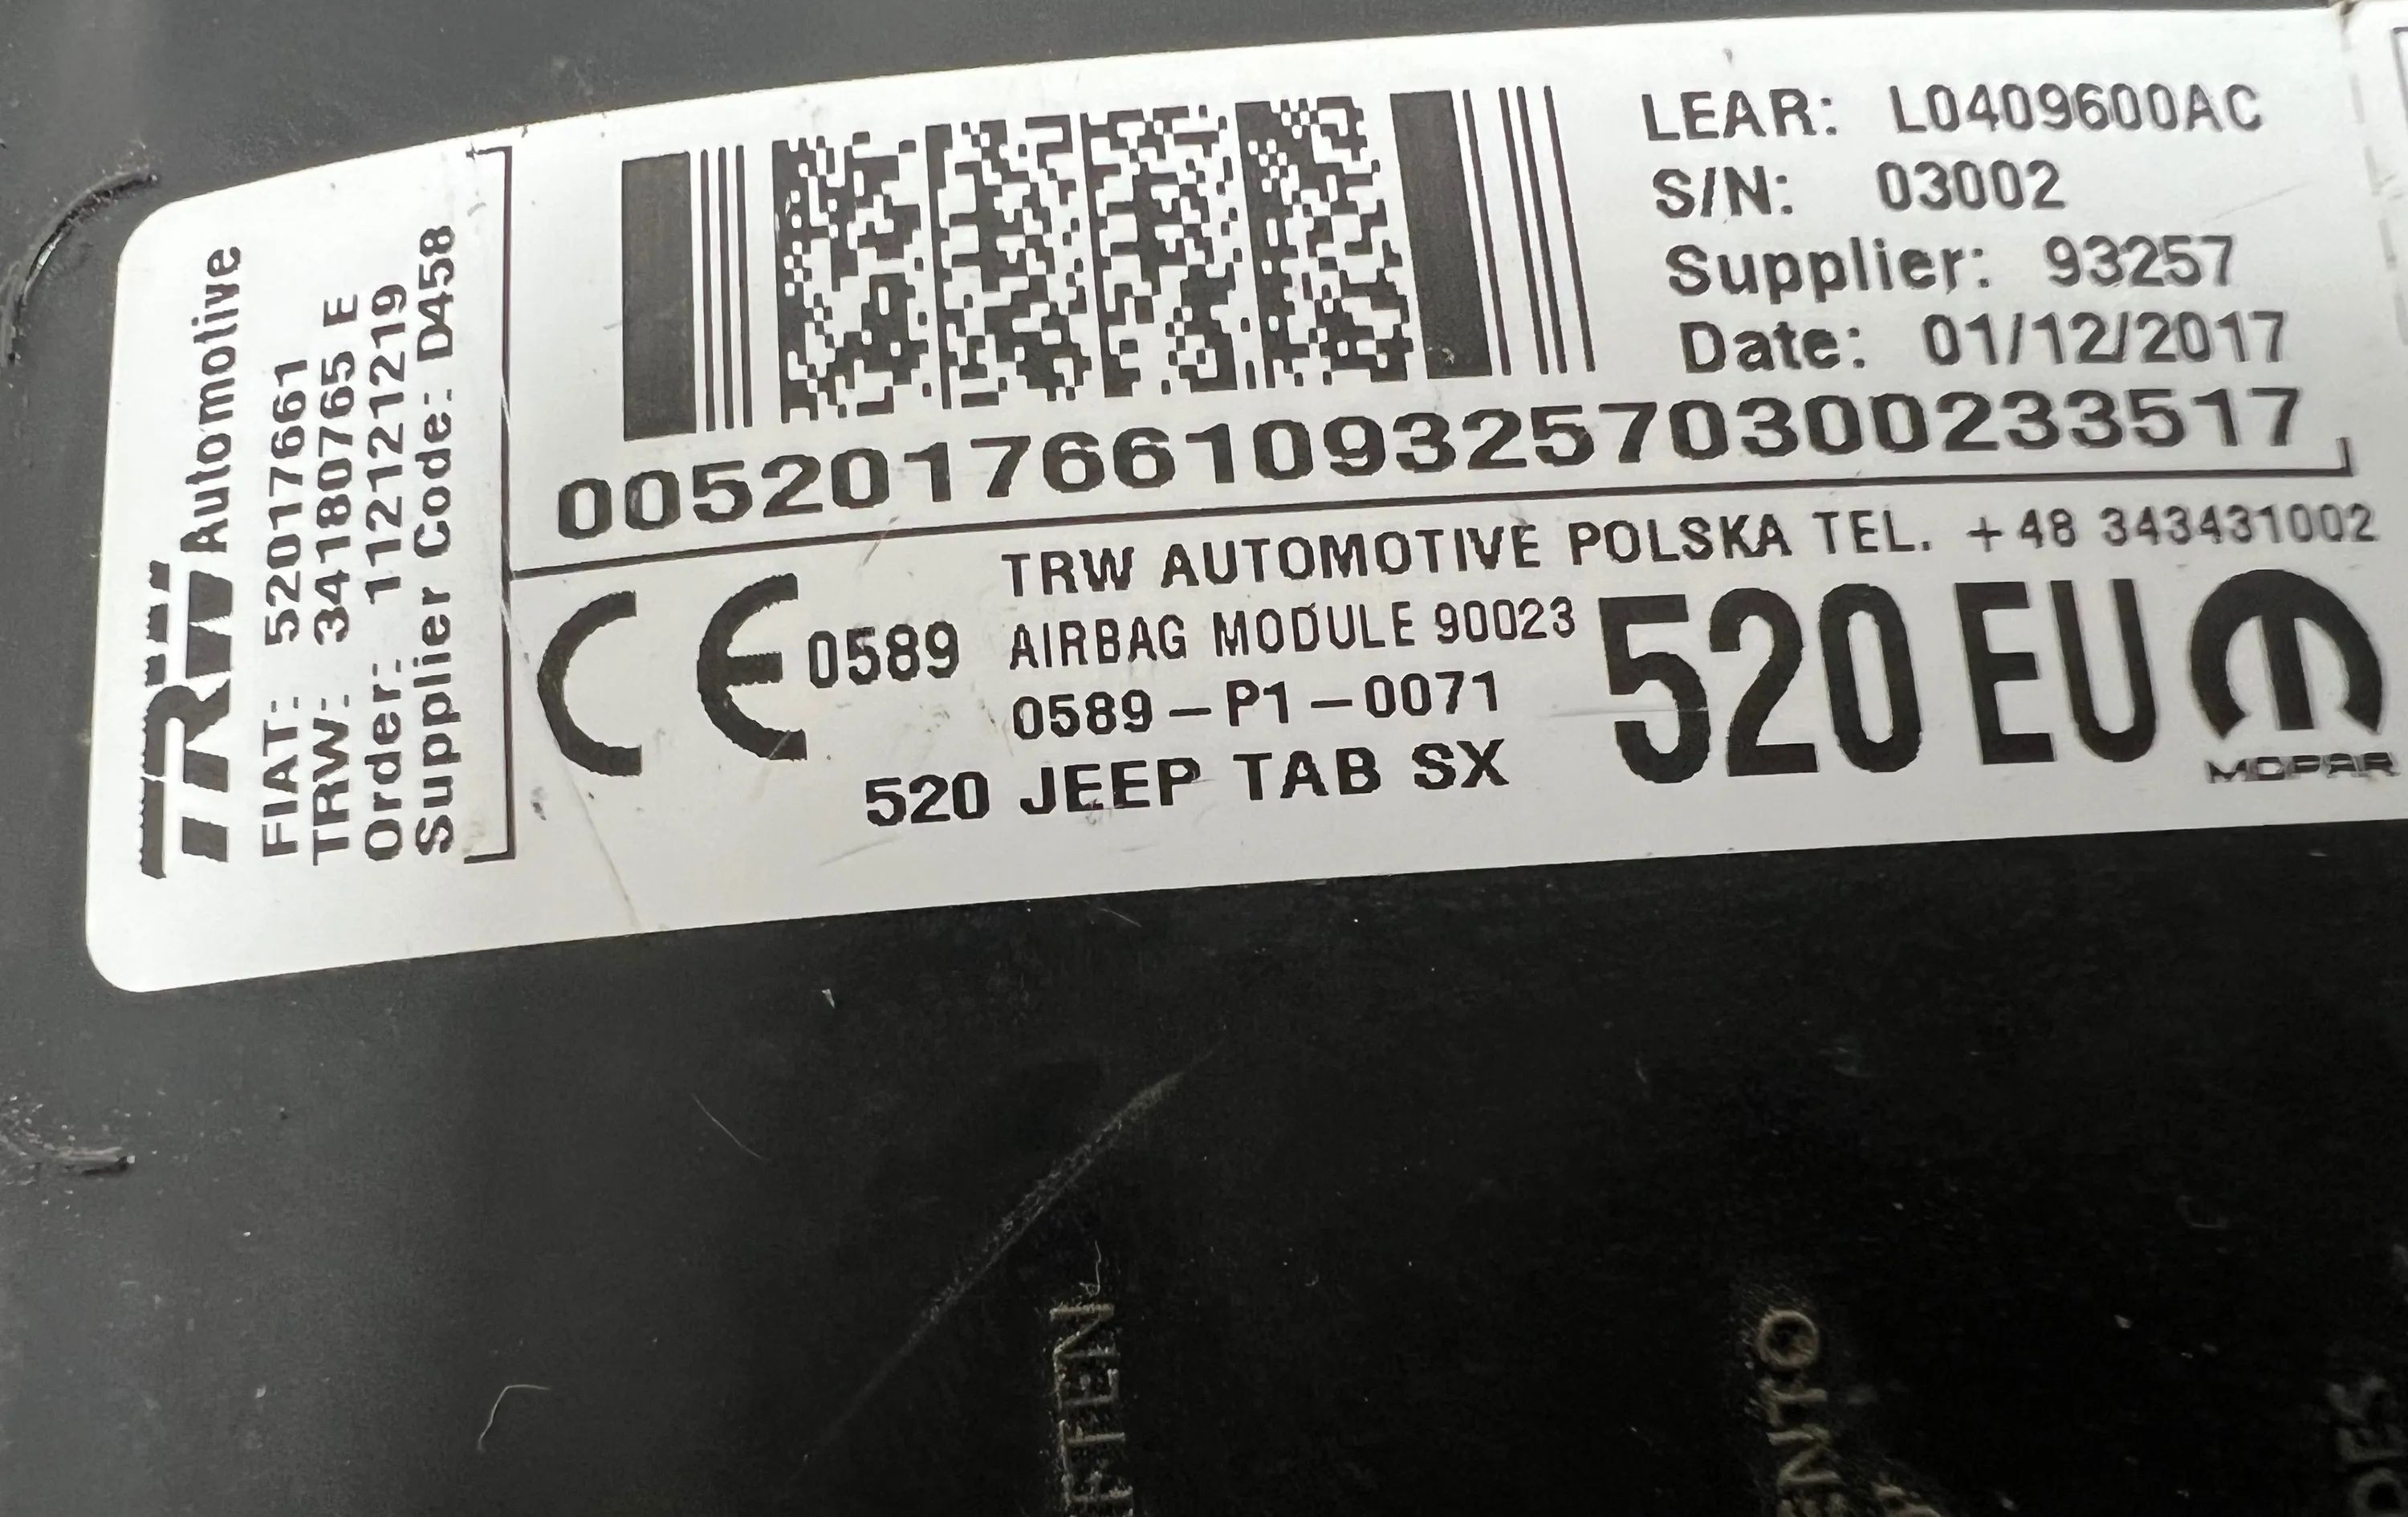 TRW Automotive
FIAT: 52017661
TRW: 34180765 E
Order: 1121211219
Supplier Code: D458
LEAR: L0409600AC
S/N: 03002
Supplier: 93257
Date: 01/12/2017
00520176610932570300233517
TRW AUTOMOTIVE POLSKA TEL. +48 343431002
CE 0589
AIRBAG MODULE 90023
0589-P1-0071
520 JEEP TAB SX
520 EU
MOPAR